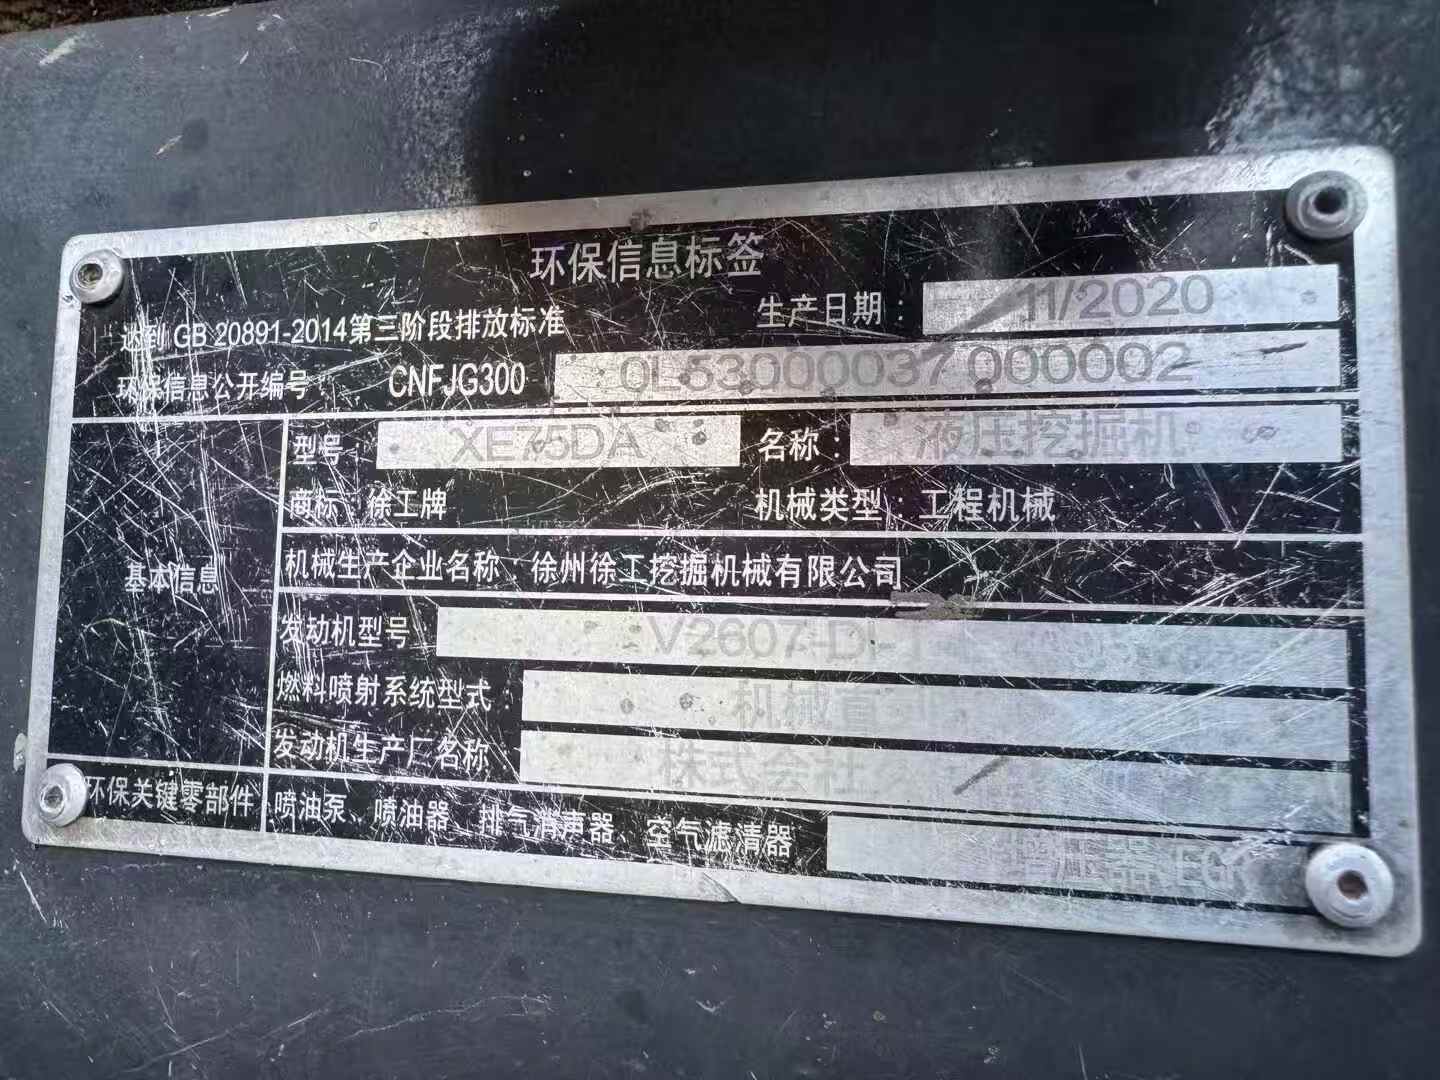 环保信息标签
生产日期: 11/2020
达到 GB 20891-2014第三阶段排放标准
环保信息公开编号: CNFJG300 0L53000037 000002
型号: XE75DA 名称: 液压挖掘机
商标: 徐工牌 机械类型: 工程机械
基本信息
机械生产企业名称: 徐州徐工挖掘机械有限公司
发动机型号 V2607-DI-
燃料喷射系统型式: 机械直
发动机生产厂名称 株式会社
环保关键零部件 喷油泵、喷油器、排气消声器、空气滤清器 增压器